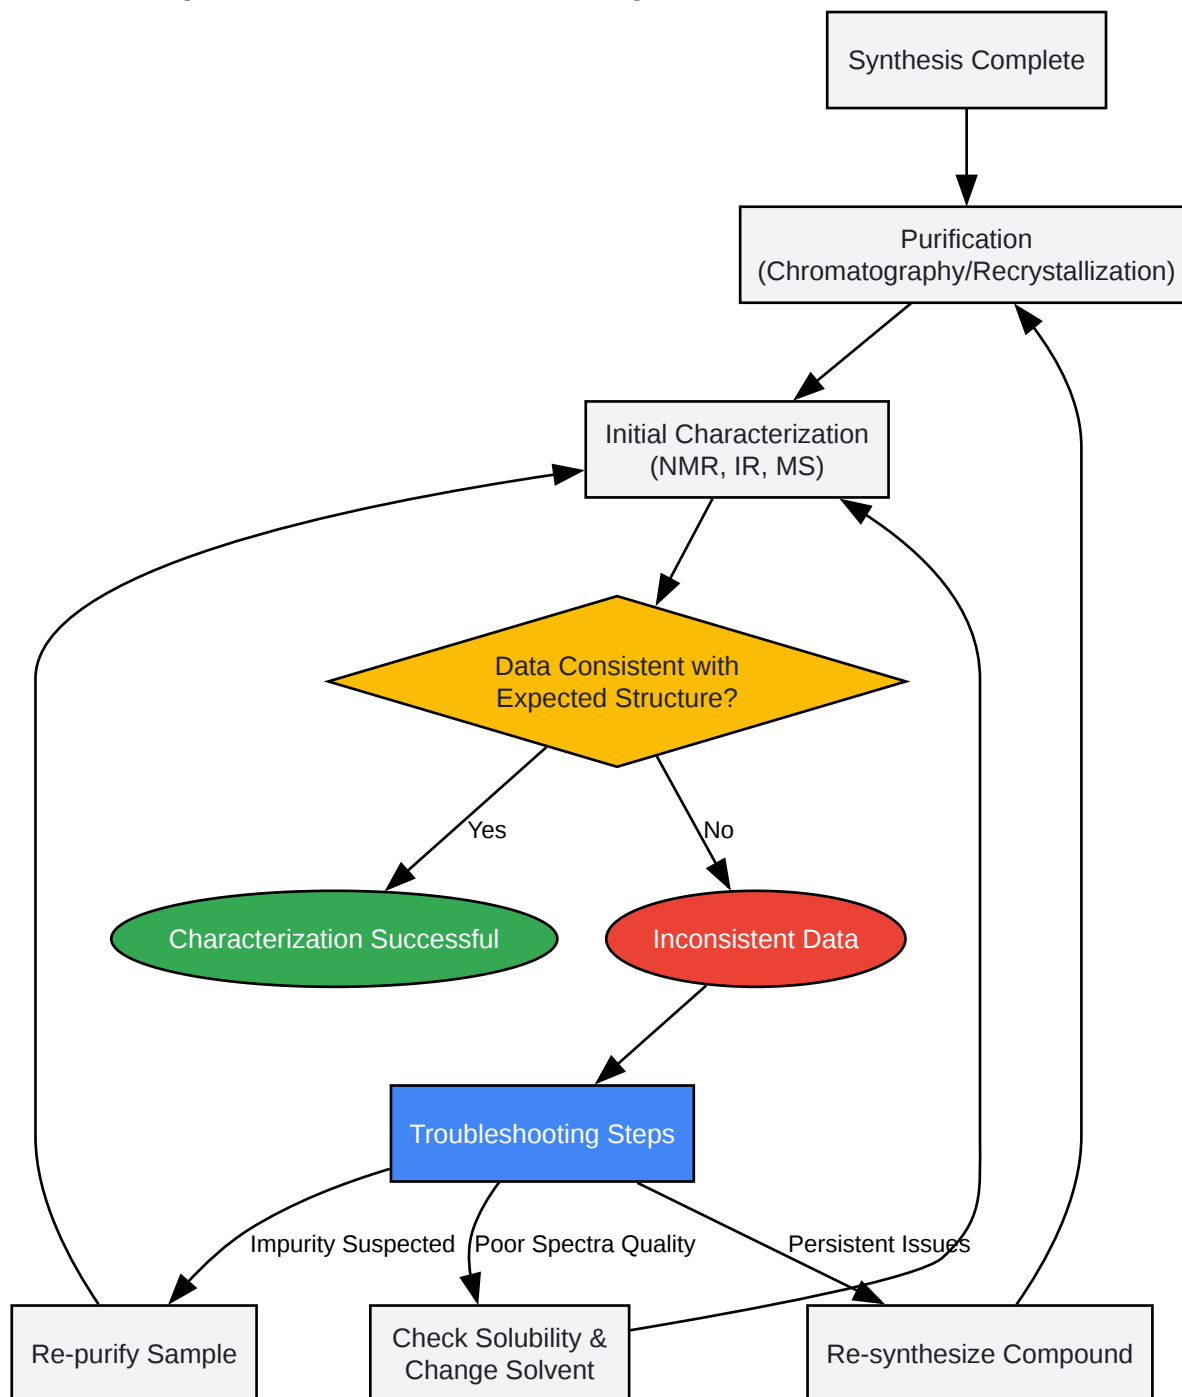 Synthesis Complete
Purification
(Chromatography/Recrystallization)
Initial Characterization
(NMR, IR, MS)
Data Consistent with
Expected Structure?
Yes
No
Characterization Successful
Inconsistent Data
Troubleshooting Steps
Impurity Suspected
Poor Spectra Quality
Persistent Issues
Re-purify Sample
Check Solubility &
Change Solvent
Re-synthesize Compound